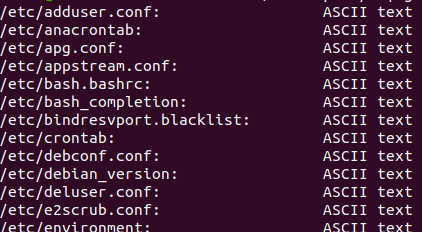 /etc/adduser.conf: ASCII text
/etc/anacrontab: ASCII text
/etc/apg.conf: ASCII text
/etc/appstream.conf: ASCII text
/etc/bash.bashrc: ASCII text
/etc/bash_completion: ASCII text
/etc/bindresvport.blacklist: ASCII text
/etc/crontab: ASCII text
/etc/debconf.conf: ASCII text
/etc/debian_version: ASCII text
/etc/deluser.conf: ASCII text
/etc/e2scrub.conf: ASCII text
/etc/environment: ASCII text